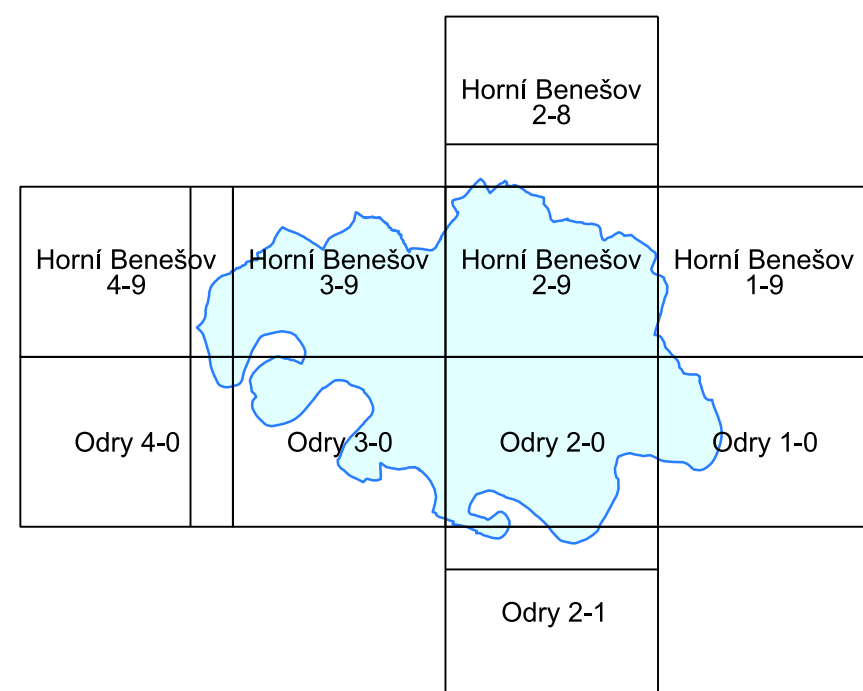 Horní Benešov
2-8
Horní Benešov
4-9
Horní Benešov
3-9
Horní Benešov
2-9
Horní Benešov
1-9
Odry 4-0
Odry 3-0
Odry 2-0
Odry 1-0
Odry 2-1